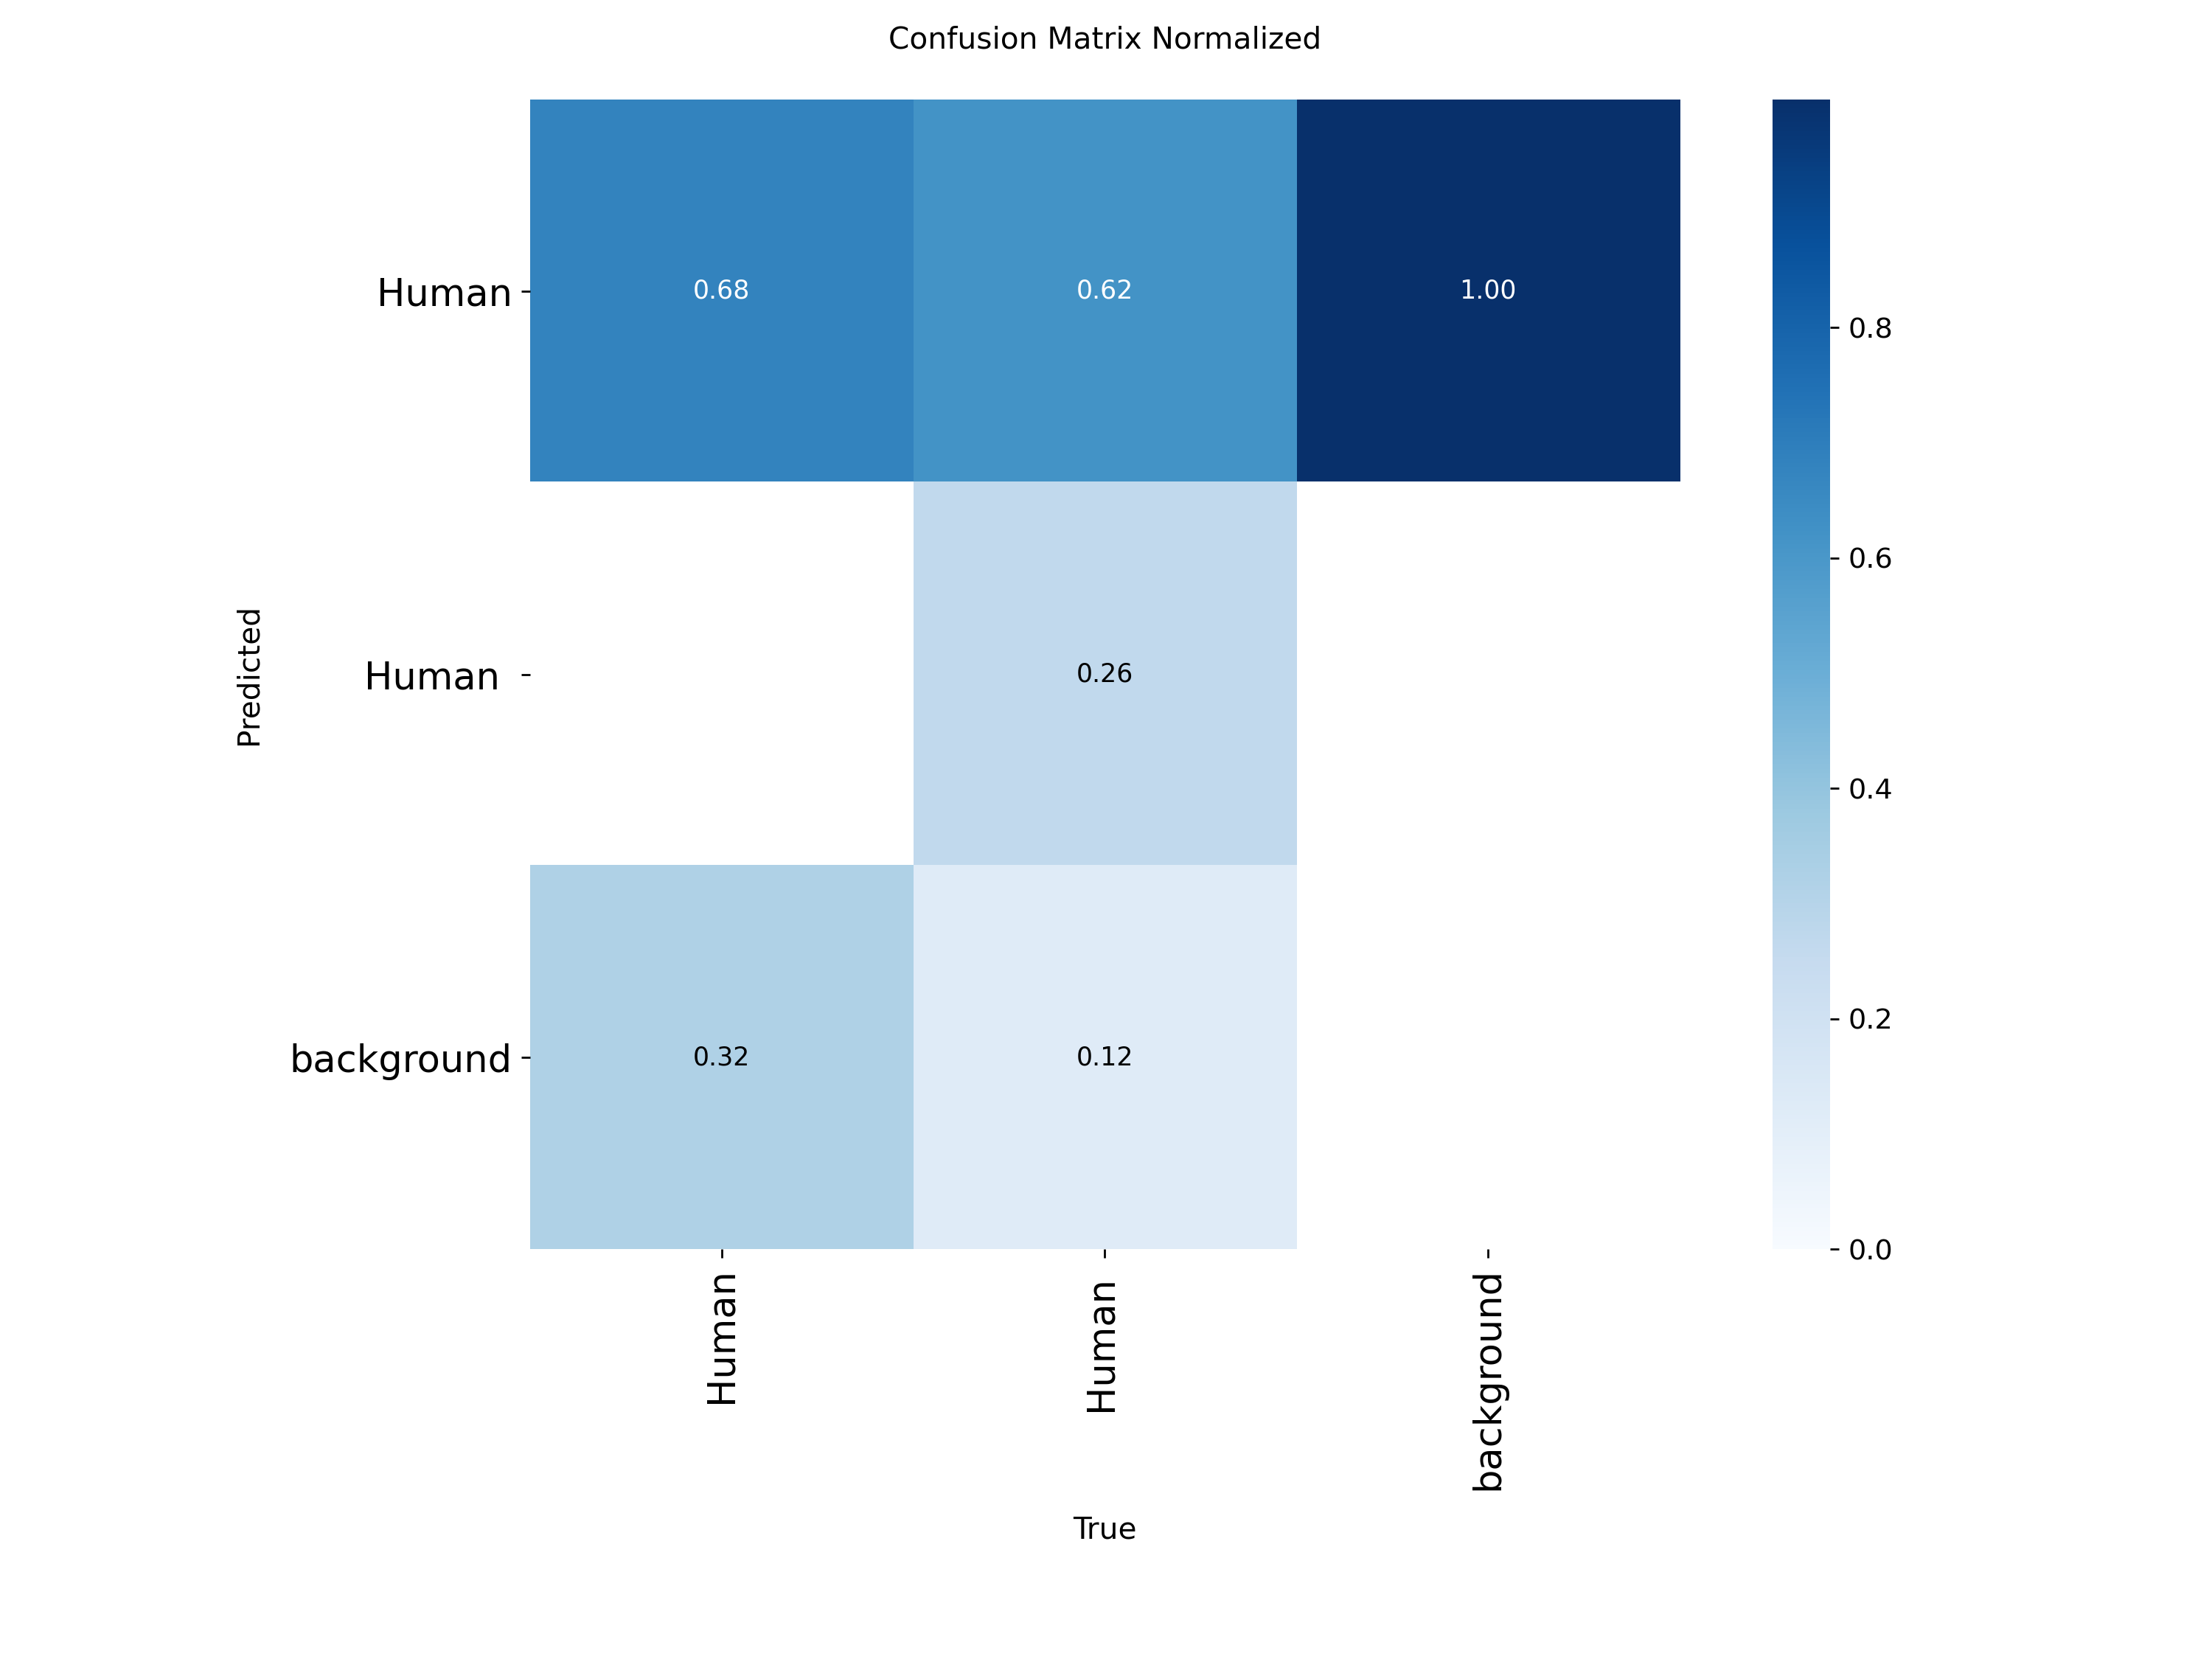 Confusion Matrix Normalized
Human 0.68 0.62 1.00
0.8
0.6
Predicted
Human 0.26
0.4
0.2
background 0.32 0.12
0.0
Human Human background
True